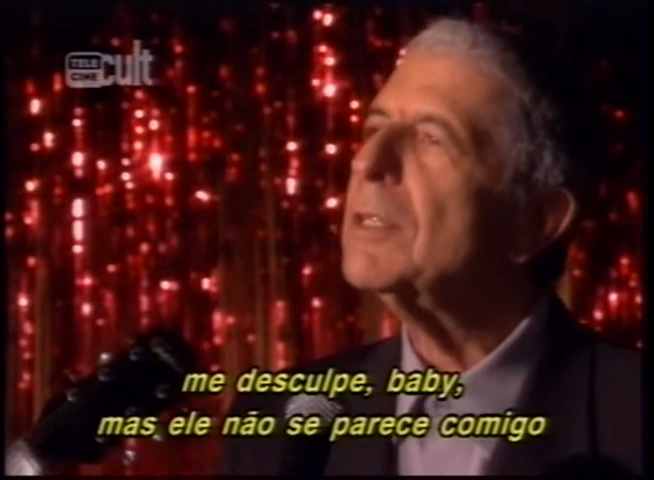 TELE
CINE cult
me desculpe, baby,
mas ele não se parece comigo